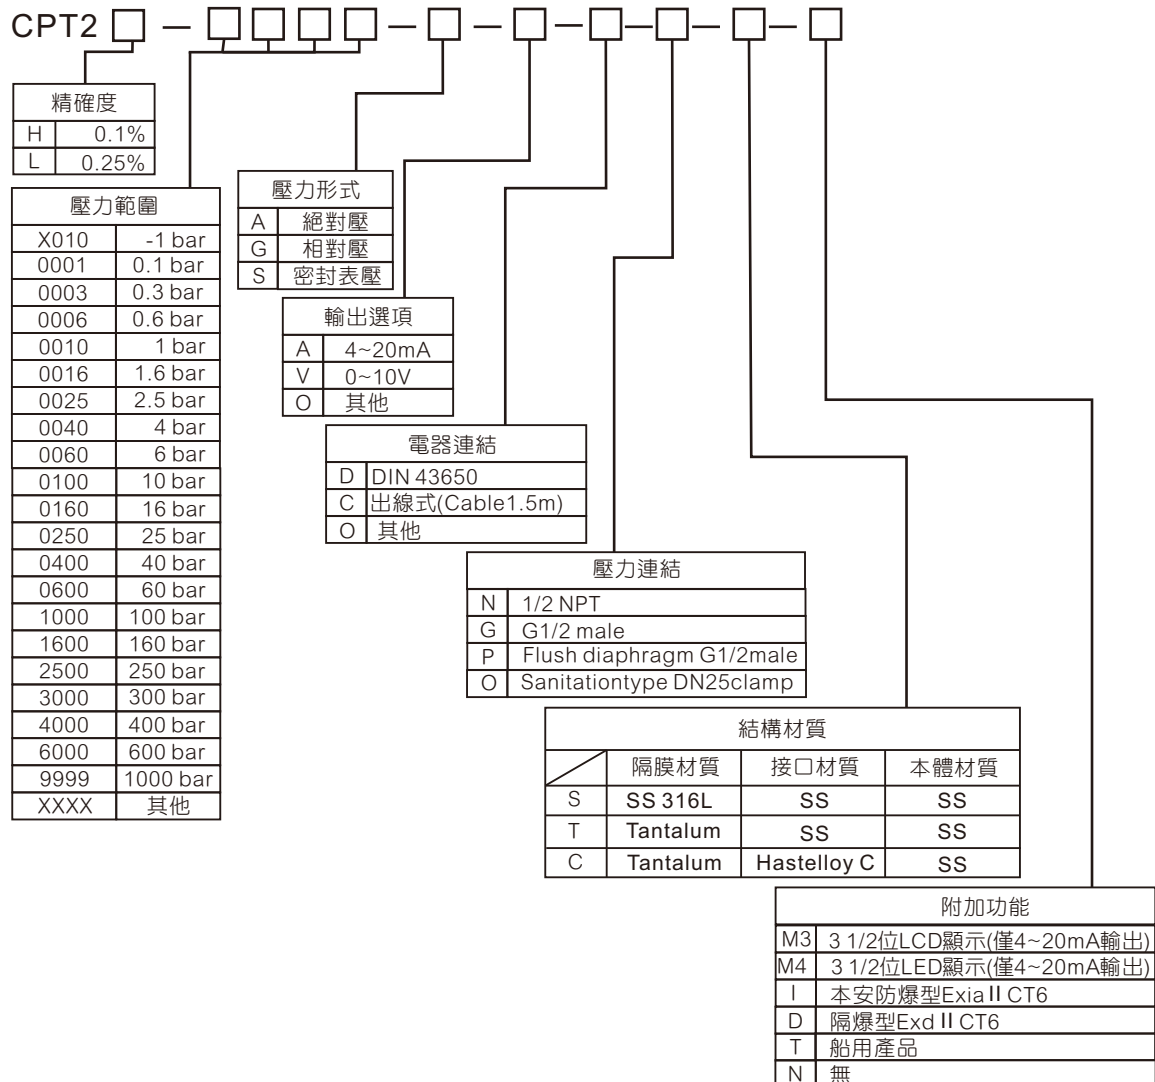 CPT2 — — — — — — —
精確度
H 0.1%
L 0.25%
壓力範圍
X010 -1 bar
0001 0.1 bar
0003 0.3 bar
0006 0.6 bar
0010 1 bar
0016 1.6 bar
0025 2.5 bar
0040 4 bar
0060 6 bar
0100 10 bar
0160 16 bar
0250 25 bar
0400 40 bar
0600 60 bar
1000 100 bar
1600 160 bar
2500 250 bar
3000 300 bar
4000 400 bar
6000 600 bar
9999 1000 bar
XXXX 其他
壓力形式
A 絕對壓
G 相對壓
S 密封表壓
輸出選項
A 4~20mA
V 0~10V
O 其他
電器連結
D DIN 43650
C 出線式(Cable1.5m)
O 其他
壓力連結
N 1/2 NPT
G G1/2 male
P Flush diaphragm G1/2male
O Sanitationtype DN25clamp
結構材質
隔膜材質 接口材質 本體材質
S SS 316L SS SS
T Tantalum SS SS
C Tantalum Hastelloy C SS
附加功能
M3 3 1/2位LCD顯示(僅4~20mA輸出)
M4 3 1/2位LED顯示(僅4~20mA輸出)
I 本安防爆型Exia II CT6
D 隔爆型Exd II CT6
T 船用產品
N 無